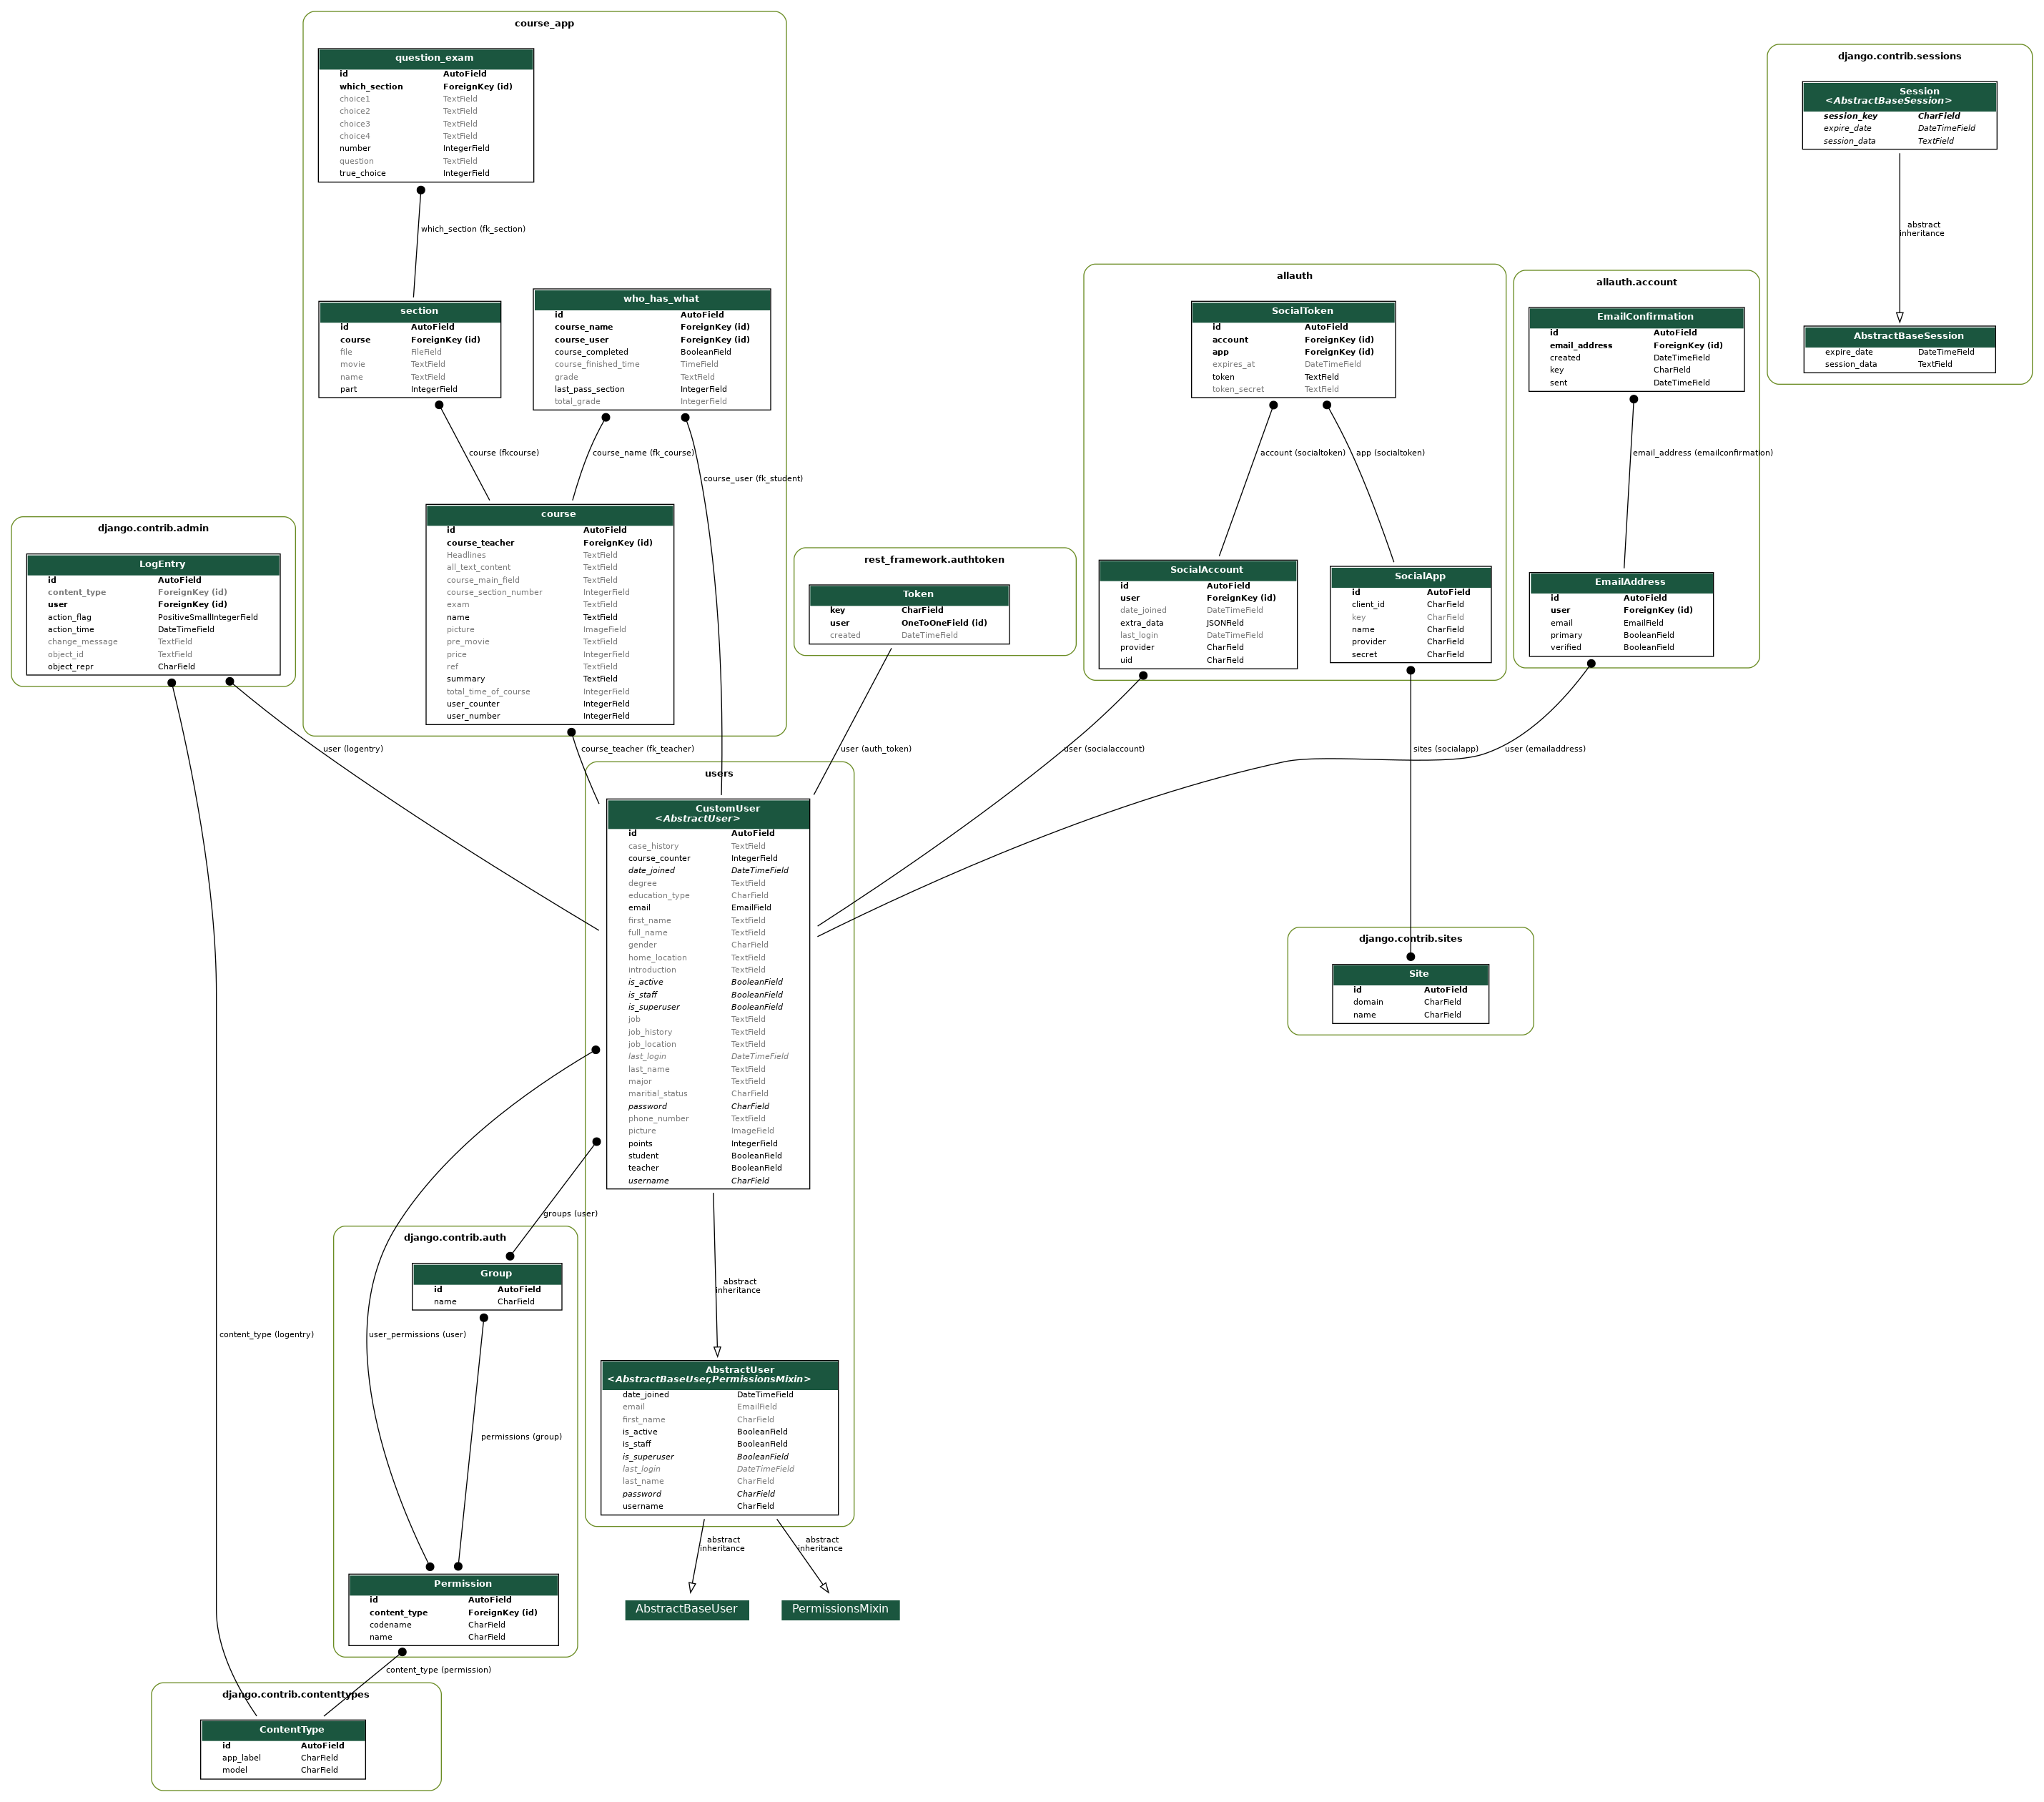 course_app
question_exam
id AutoField
which_section ForeignKey (id)
choice1 TextField
choice2 TextField
choice3 TextField
choice4 TextField
number IntegerField
question TextField
true_choice IntegerField
which_section (fk_section)
section
id AutoField
course ForeignKey (id)
file FileField
movie TextField
name TextField
part IntegerField
who_has_what
id AutoField
course_name ForeignKey (id)
course_user ForeignKey (id)
course_completed BooleanField
course_finished_time TimeField
grade TextField
last_pass_section IntegerField
total_grade IntegerField
course (fkcourse)
course_name (fk_course)
course_user (fk_student)
course
id AutoField
course_teacher ForeignKey (id)
Headlines TextField
all_text_content TextField
course_main_field TextField
course_section_number IntegerField
exam TextField
name TextField
picture ImageField
pre_movie TextField
price IntegerField
ref TextField
summary TextField
total_time_of_course IntegerField
user_counter IntegerField
user_number IntegerField
django.contrib.sessions
Session
<AbstractBaseSession>
session_key CharField
expire_date DateTimeField
session_data TextField
abstract
inheritance
AbstractBaseSession
expire_date DateTimeField
session_data TextField
allauth
SocialToken
id AutoField
account ForeignKey (id)
app ForeignKey (id)
expires_at DateTimeField
token TextField
token_secret TextField
account (socialtoken)
app (socialtoken)
SocialAccount
id AutoField
user ForeignKey (id)
date_joined DateTimeField
extra_data JSONField
last_login DateTimeField
provider CharField
uid CharField
SocialApp
id AutoField
client_id CharField
key CharField
name CharField
provider CharField
secret CharField
allauth.account
EmailConfirmation
id AutoField
email_address ForeignKey (id)
created DateTimeField
key CharField
sent DateTimeField
email_address (emailconfirmation)
EmailAddress
id AutoField
user ForeignKey (id)
email EmailField
primary BooleanField
verified BooleanField
django.contrib.admin
LogEntry
id AutoField
content_type ForeignKey (id)
user ForeignKey (id)
action_flag PositiveSmallIntegerField
action_time DateTimeField
change_message TextField
object_id TextField
object_repr CharField
rest_framework.authtoken
Token
key CharField
user OneToOneField (id)
created DateTimeField
user (logentry)
course_teacher (fk_teacher)
user (auth_token)
user (socialaccount)
sites (socialapp)
user (emailaddress)
users
CustomUser
<AbstractUser>
id AutoField
case_history TextField
course_counter IntegerField
date_joined DateTimeField
degree TextField
education_type CharField
email EmailField
first_name TextField
full_name TextField
gender CharField
home_location TextField
introduction TextField
is_active BooleanField
is_staff BooleanField
is_superuser BooleanField
job TextField
job_history TextField
job_location TextField
last_login DateTimeField
last_name TextField
major TextField
maritial_status CharField
password CharField
phone_number TextField
picture ImageField
points IntegerField
student BooleanField
teacher BooleanField
username CharField
django.contrib.sites
Site
id AutoField
domain CharField
name CharField
groups (user)
abstract
inheritance
django.contrib.auth
Group
id AutoField
name CharField
content_type (logentry)
user_permissions (user)
permissions (group)
AbstractUser
<AbstractBaseUser,PermissionsMixin>
date_joined DateTimeField
email EmailField
first_name CharField
is_active BooleanField
is_staff BooleanField
is_superuser BooleanField
last_login DateTimeField
last_name CharField
password CharField
username CharField
abstract
inheritance
abstract
inheritance
AbstractBaseUser
PermissionsMixin
Permission
id AutoField
content_type ForeignKey (id)
codename CharField
name CharField
content_type (permission)
django.contrib.contenttypes
ContentType
id AutoField
app_label CharField
model CharField